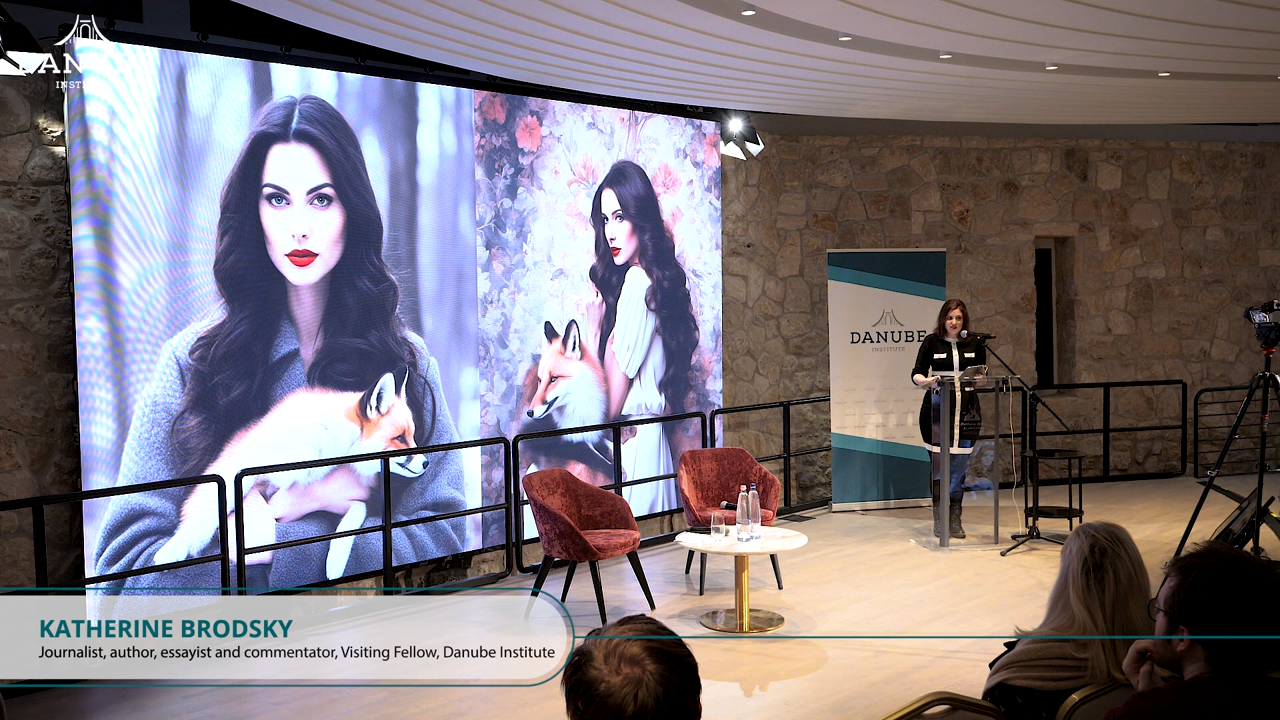 DANUBE
INSTITUTE
KATHERINE BRODSKY
Journalist, author, essayist and commentator, Visiting Fellow, Danube Institute